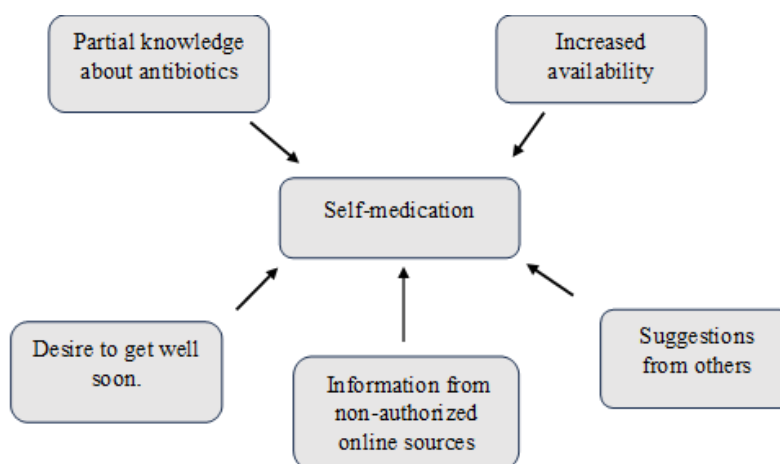 Partial knowledge
about antibiotics
Increased
availability
Self-medication
Desire to get well
soon.
Information from
non-authorized
online sources
Suggestions
from others